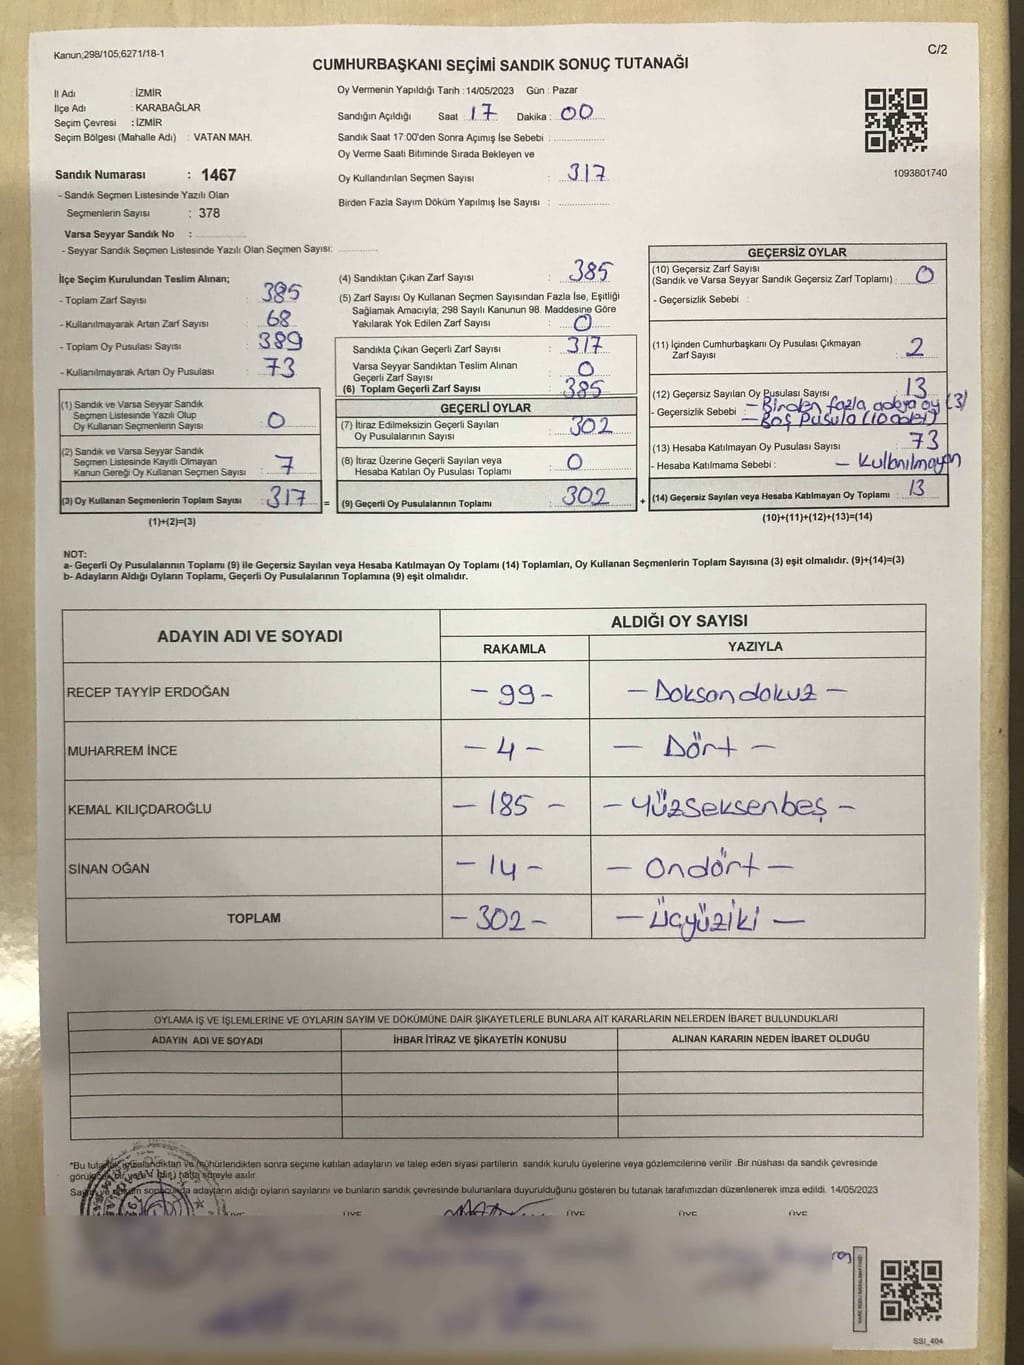 Kanun;298/105;6271/18-1
C/2
CUMHURBAŞKANI SEÇİMİ SANDIK SONUÇ TUTANAĞI
İl Adı : İZMİR
İlçe Adı : KARABAĞLAR
Seçim Çevresi : İZMİR
Seçim Bölgesi (Mahalle Adı) : VATAN MAH.
Sandık Numarası : 1467
- Sandık Seçmen Listesinde Yazılı Olan
Seçmenlerin Sayısı : 378
Varsa Seyyar Sandık No :
- Seyyar Sandık Seçmen Listesinde Yazılı Olan Seçmen Sayısı:
Oy Vermenin Yapıldığı Tarih : 14/05/2023 Gün : Pazar
Sandığın Açıldığı Saat : 17 Dakika : 00
Sandık Saat 17:00'den Sonra Açımış İse Sebebi :
Oy Verme Saati Bitiminde Sırada Bekleyen ve
Oy Kullandırılan Seçmen Sayısı : 317
Birden Fazla Sayım Döküm Yapılmış İse Sayısı :
1093801740
İlçe Seçim Kurulundan Teslim Alınan;
- Toplam Zarf Sayısı : 385
- Kullanılmayarak Artan Zarf Sayısı : 68
- Toplam Oy Pusulası Sayısı : 389
- Kullanılmayarak Artan Oy Pusulası : 73
(1) Sandık ve Varsa Seyyar Sandık
Seçmen Listesinde Yazılı Olup
Oy Kullanan Seçmenlerin Sayısı : 0
(2) Sandık ve Varsa Seyyar Sandık
Seçmen Listesinde Kayıtlı Olmayan
Kanun Gereği Oy Kullanan Seçmen Sayısı : 7
(3) Oy Kullanan Seçmenlerin Toplam Sayısı : 317 =
(1)+(2)=(3)
(4) Sandıktan Çıkan Zarf Sayısı : 385
(5) Zarf Sayısı Oy Kullanan Seçmen Sayısından Fazla İse, Eşitliği
Sağlamak Amacıyla; 298 Sayılı Kanunun 98. Maddesine Göre
Yakılarak Yok Edilen Zarf Sayısı : 0
Sandıkta Çıkan Geçerli Zarf Sayısı : 317
Varsa Seyyar Sandıktan Teslim Alınan
Geçerli Zarf Sayısı : 0
(6) Toplam Geçerli Zarf Sayısı : 385
GEÇERLİ OYLAR
(7) İtiraz Edilmeksizin Geçerli Sayılan
Oy Pusulalarının Sayısı : 302
(8) İtiraz Üzerine Geçerli Sayılan veya
Hesaba Katılan Oy Pusulası Toplamı : 0
(9) Geçerli Oy Pusulalarının Toplamı : 302 +
GEÇERSİZ OYLAR
(10) Geçersiz Zarf Sayısı
(Sandık ve Varsa Seyyar Sandık Geçersiz Zarf Toplamı) : 0
- Geçersizlik Sebebi :
(11) İçinden Cumhurbaşkanı Oy Pusulası Çıkmayan
Zarf Sayısı : 2
(12) Geçersiz Sayılan Oy Pusulası Sayısı : 13
- Geçersizlik Sebebi : - Birden fazla adaya oy (3)
- Boş Pusula (10 adet)
(13) Hesaba Katılmayan Oy Pusulası Sayısı : 73
- Hesaba Katılmama Sebebi : - Kullanılmayan
(14) Geçersiz Sayılan veya Hesaba Katılmayan Oy Toplamı : 13
(10)+(11)+(12)+(13)=(14)
NOT:
a- Geçerli Oy Pusulalarının Toplamı (9) ile Geçersiz Sayılan veya Hesaba Katılmayan Oy Toplamı (14) Toplamları, Oy Kullanan Seçmenlerin Toplam Sayısına (3) eşit olmalıdır. (9)+(14)=(3)
b- Adayların Aldığı Oyların Toplamı, Geçerli Oy Pusulalarının Toplamına (9) eşit olmalıdır.
ADAYIN ADI VE SOYADI ALDIĞI OY SAYISI
RAKAMLA YAZIYLA
RECEP TAYYİP ERDOĞAN - 99 - - Doksan dokuz -
MUHARREM İNCE - 4 - - Dört -
KEMAL KILIÇDAROĞLU - 185 - - Yüzseksenbeş -
SİNAN OĞAN - 14 - - Ondört -
TOPLAM - 302 - - Üçyüziki -
OYLAMA İŞ VE İŞLEMLERİNE VE OYLARIN SAYIM VE DÖKÜMÜNE DAİR ŞİKAYETLERLE BUNLARA AİT KARARLARIN NELERDEN İBARET BULUNDUKLARI
ADAYIN ADI VE SOYADI İHBAR İTİRAZ VE ŞİKAYETİN KONUSU ALINAN KARARIN NEDEN İBARET OLDUĞU
"Bu tutanak imzalandıktan ve mühürlendikten sonra seçime katılan adayların ve talep eden siyasi partilerin sandık kurulu üyelerine veya gözlemcilerine verilir .Bir nüshası da sandık çevresinde
bir hafta süreyle asılır
adayların aldığı oyların sayılarını ve bunların sandık çevresinde bulunanlara duyurulduğunu gösteren bu tutanak tarafımızdan düzenlenerek imza edildi. 14/05/2023
ÜYE ÜYE ÜYE ÜYE ÜYE
SSI_404